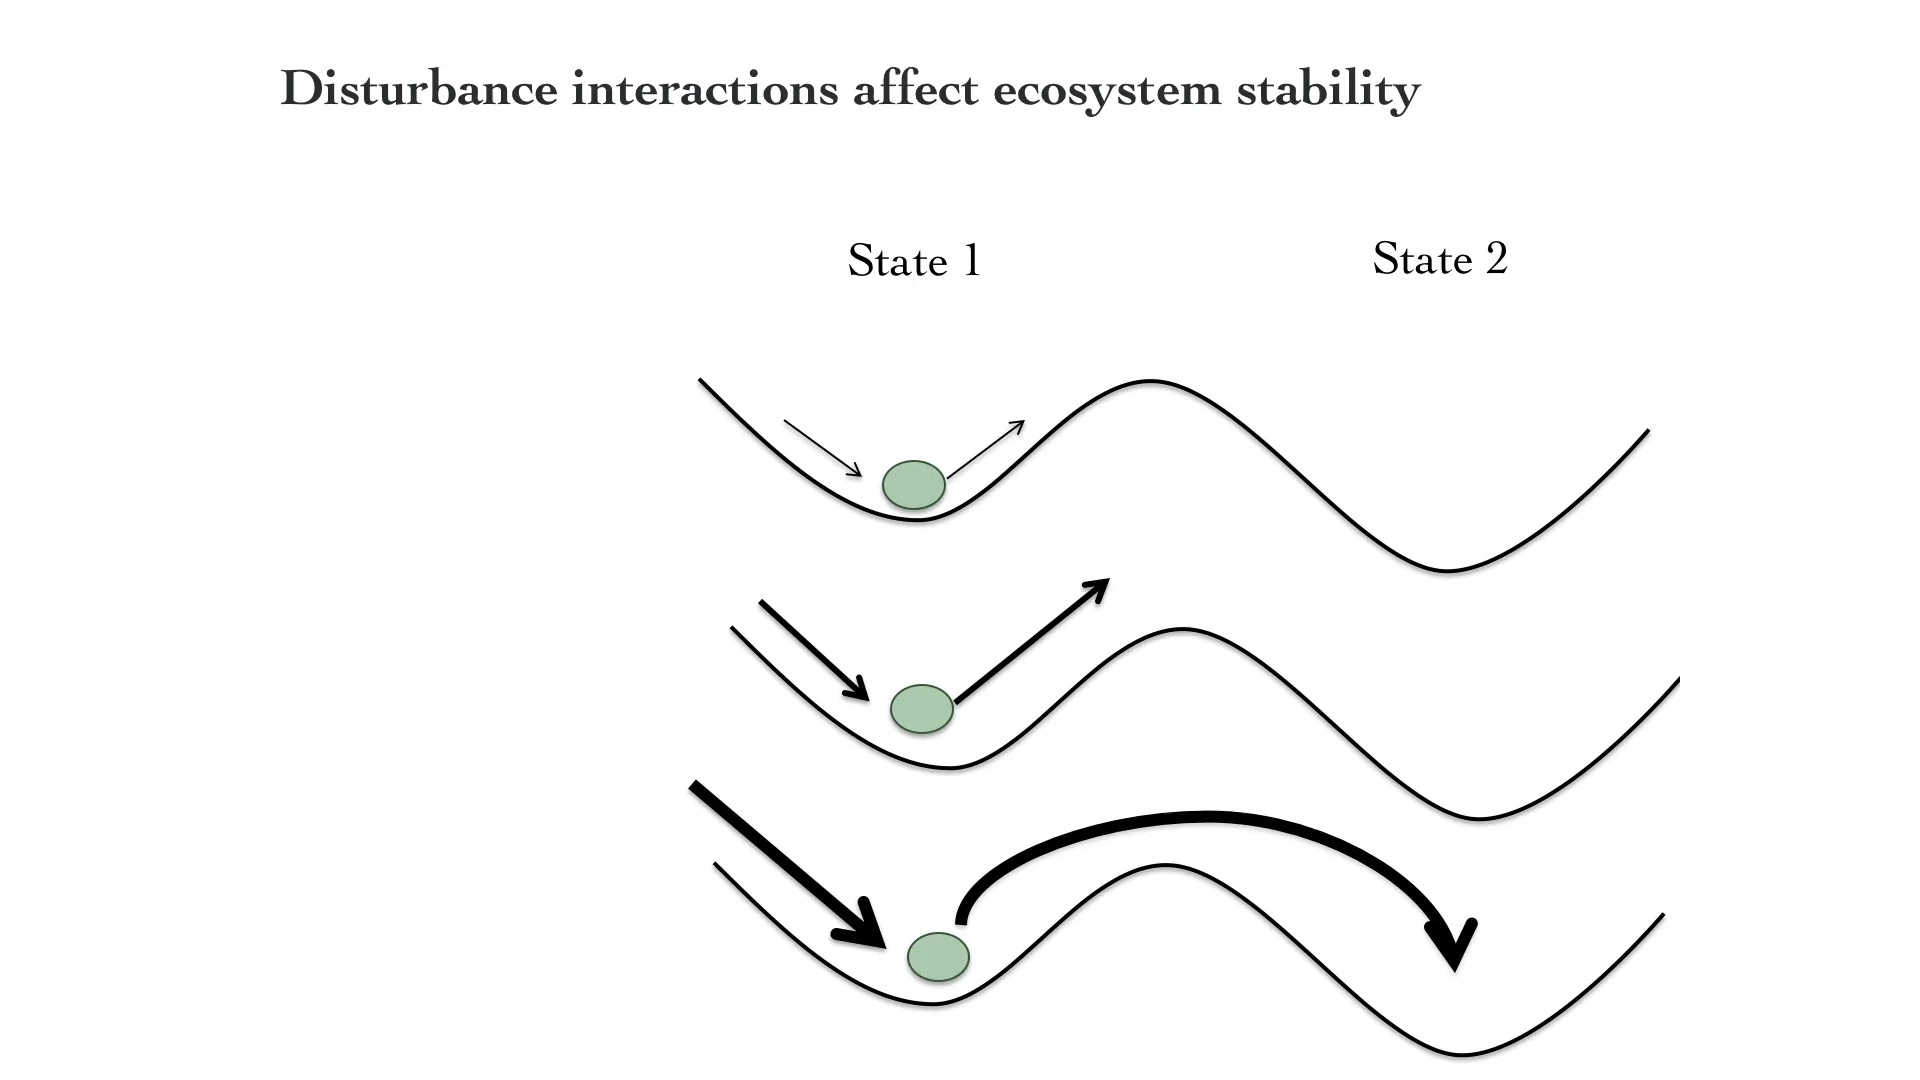 Disturbance interactions affect ecosystem stability
State 1
State 2